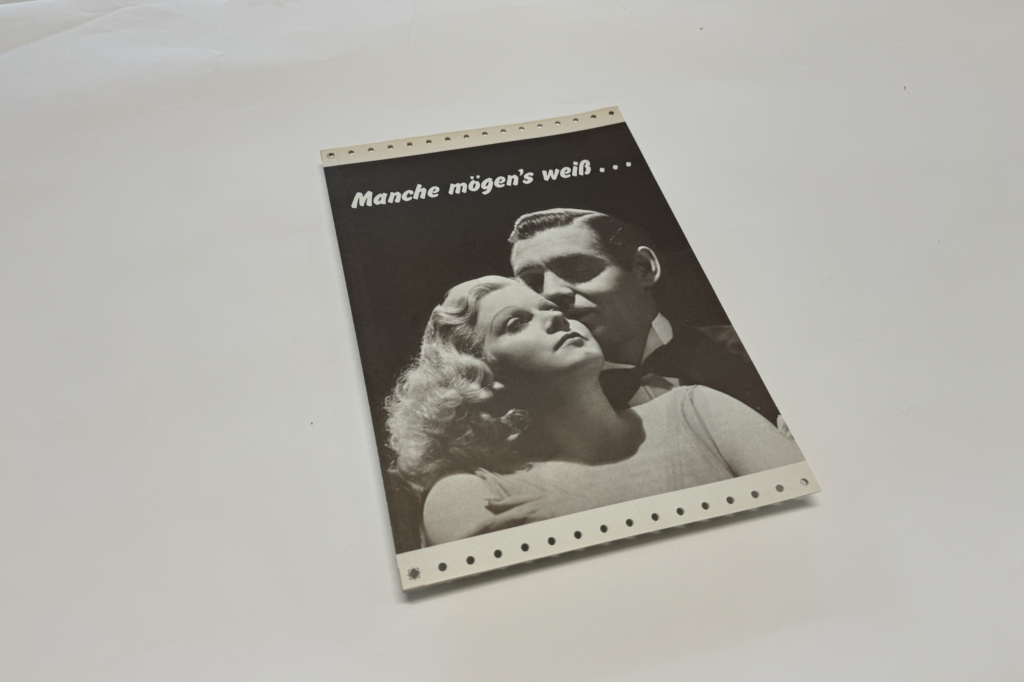 Manche mögen's weiß . . .